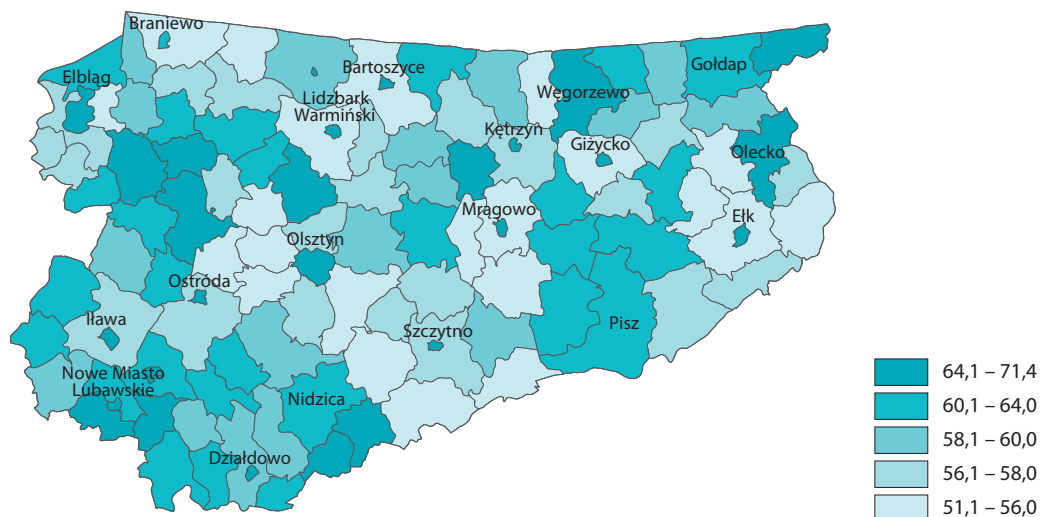 Braniewo
Gołdap
Elbląg
Bartoszyce
Węgorzewo
Lidzbark
Warmiński
Kętrzyn
Giżycko
Olecko
Mrągowo
Ełk
Olsztyn
Ostróda
Iława
Szczytno
Pisz
Nowe Miasto
Lubawskie
Nidzica
Działdowo
64,1 – 71,4
60,1 – 64,0
58,1 – 60,0
56,1 – 58,0
51,1 – 56,0